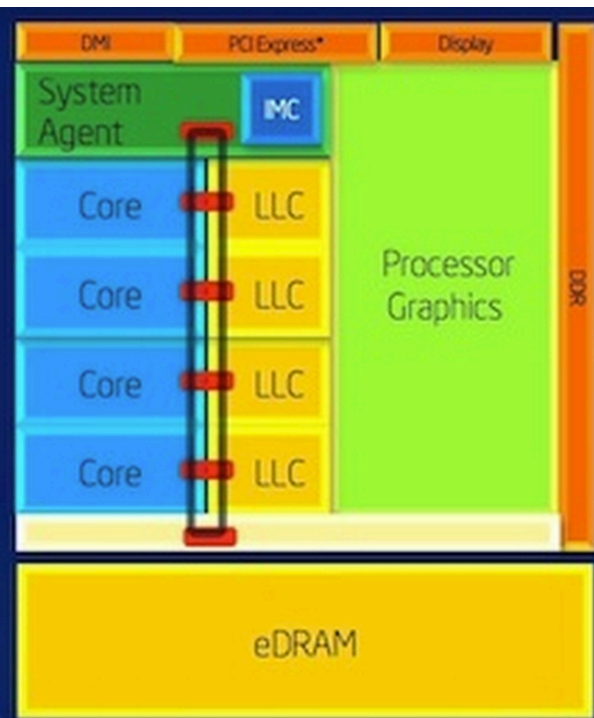 DMI
PCI Express*
Display
System
Agent
IMC
Core
LLC
Core
LLC
Core
LLC
Core
LLC
Processor
Graphics
DDR
eDRAM